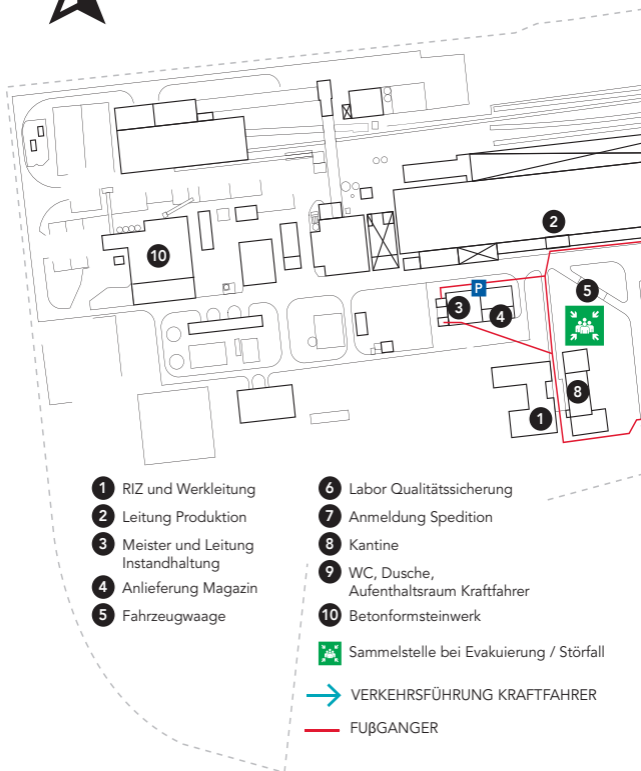 2
10
P
5
3
4
8
1
1 RIZ und Werkleitung
2 Leitung Produktion
3 Meister und Leitung
Instandhaltung
4 Anlieferung Magazin
5 Fahrzeugwaage
6 Labor Qualitätssicherung
7 Anmeldung Spedition
8 Kantine
9 WC, Dusche,
Aufenthaltsraum Kraftfahrer
10 Betonformsteinwerk
Sammelstelle bei Evakuierung / Störfall
VERKEHRSFÜHRUNG KRAFTFAHRER
FUβGANGER